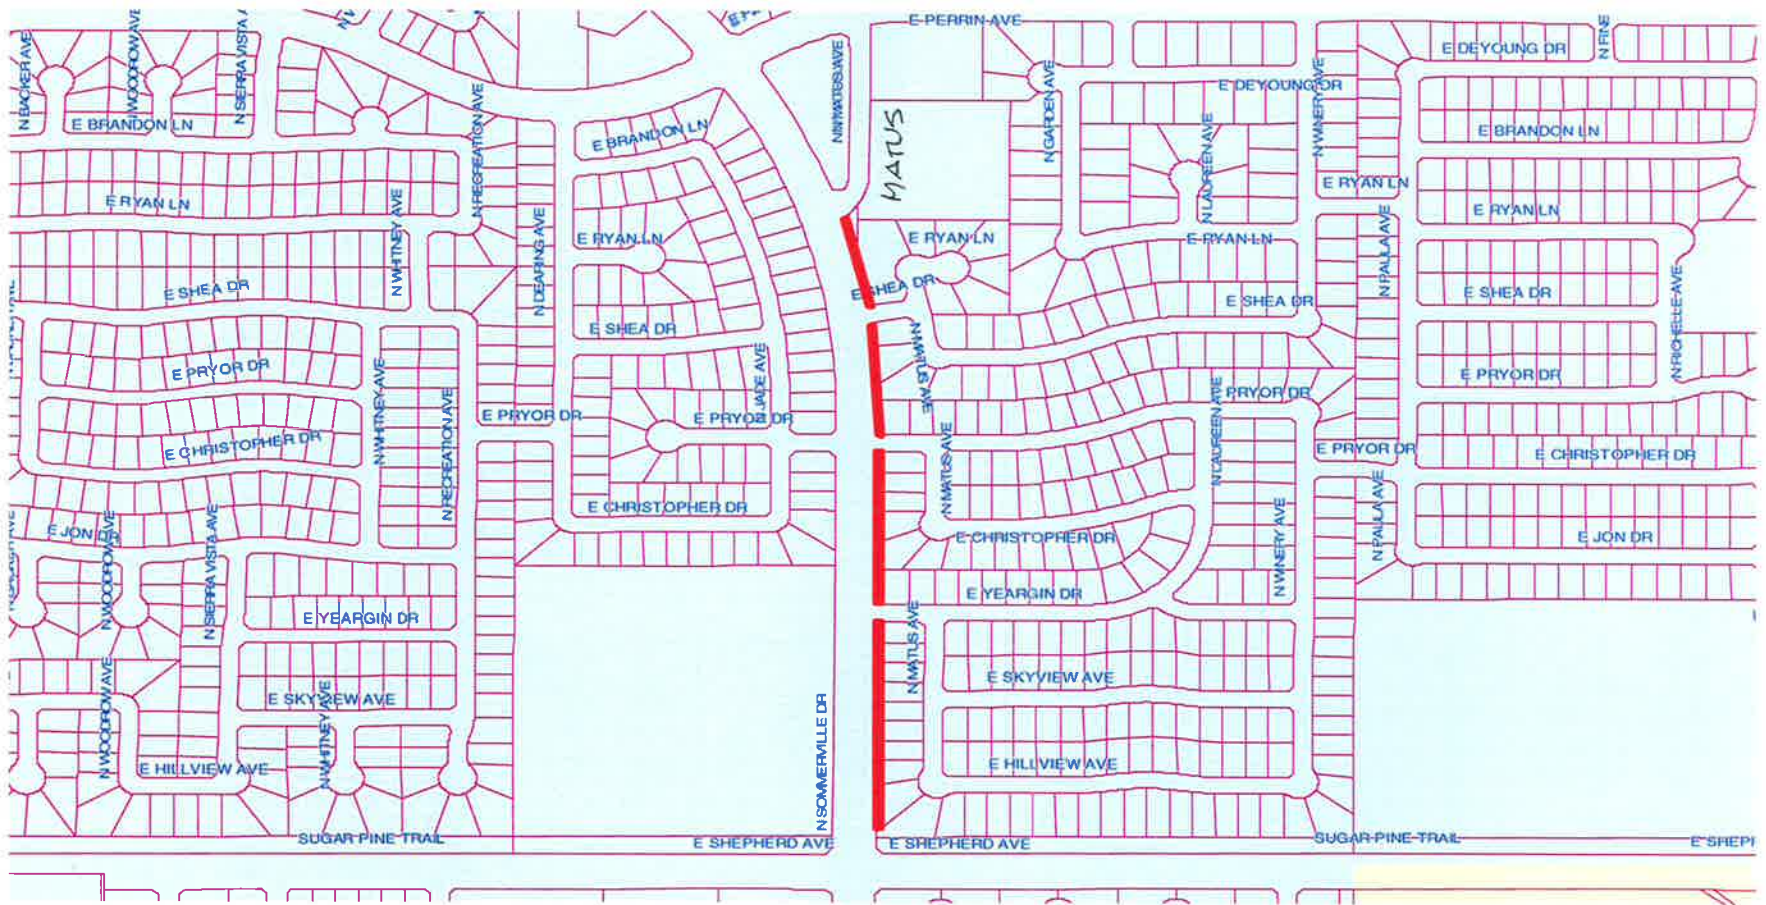 E PERRIN AVE
E DEYOUNG DR
N FINE
N BACKER AVE
N WOODROW AVE
N SIERRA VISTA A
N MATUS AVE
N GARDEN AVE
E DEYOUNG DR
N WINERY AVE
E BRANDON LN
N RECREATION AVE
E BRANDON LN
MATUS
N LAUREEN AVE
E BRANDON LN
E RYAN LN
N WHITNEY AVE
N DEARING AVE
E RYAN LN
E RYAN LN
E RYAN LN
E RYAN LN
E RYAN LN
N PAULA AVE
E SHEA DR
E SHEA DR
E SHEA DR
E SHEA DR
E SHEA DR
N RICHELLE AVE
E PRYOR DR
N WHITNEY AVE
N JADE AVE
N MATUS AVE
E PRYOR DR
N RECREATION AVE
E PRYOR DR
E PRYOR DR
PRYOR DR
N LAUREEN AVE
E CHRISTOPHER DR
N MATUS AVE
E PRYOR DR
E CHRISTOPHER DR
E CHRISTOPHER DR
N WINERY AVE
N PAULA AVE
E JON DR
N WOODROW AVE
N SIERRA VISTA AVE
E CHRISTOPHER DR
E JON DR
E YEARGIN DR
E YEARGIN DR
N MATUS AVE
E SKYVIEW AVE
E SKYVIEW AVE
N WOODROW AVE
N WHITNEY AVE
N SOMMERVILLE DR
E HILLVIEW AVE
E HILLVIEW AVE
SUGAR PINE TRAIL
E SHEPHERD AVE
E SHEPHERD AVE
SUGAR PINE TRAIL
E SHEP